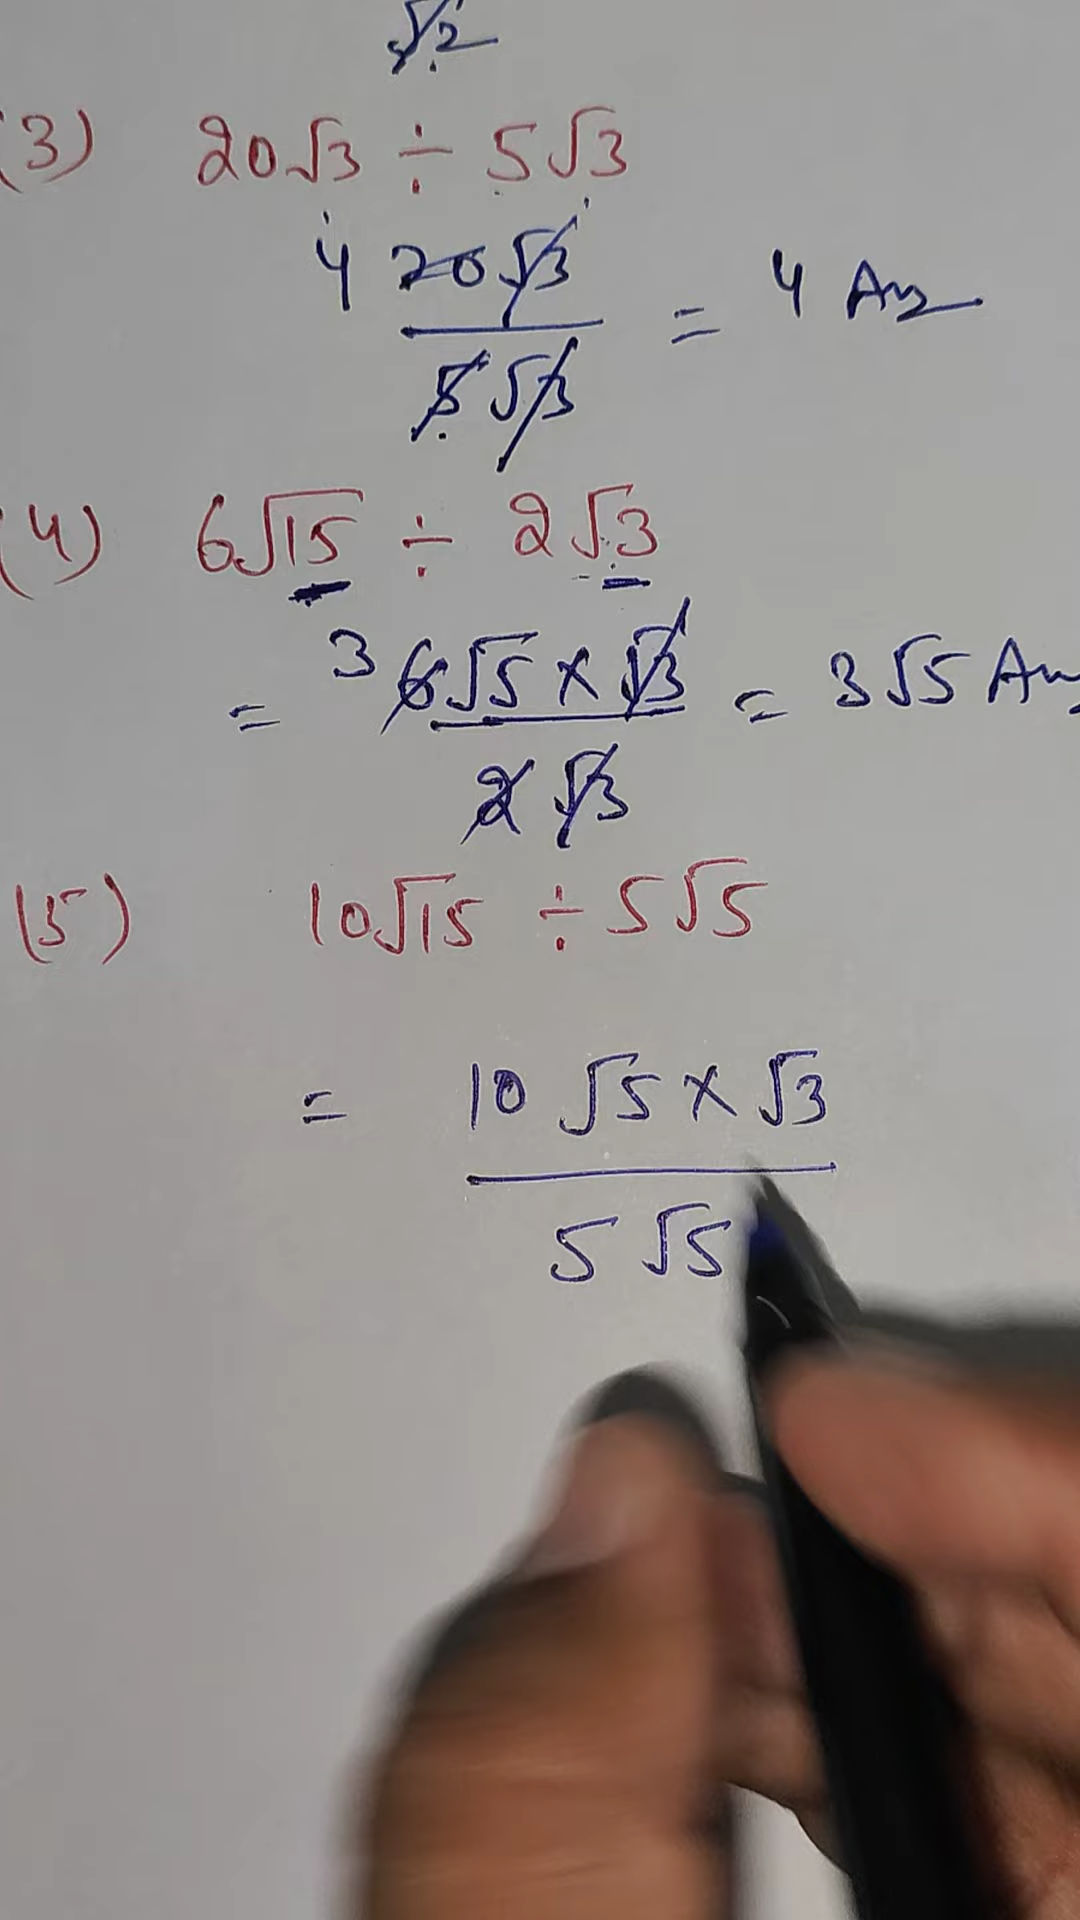 √2
(3) 20√3 ÷ 5√3
4 20√3 = 4 Ans
5√3
(4) 6√15 ÷ 2√3
= 3 6√5 × √3 = 3√5 Ans
2√3
(5) 10√15 ÷ 5√5
= 10 √5 × √3
5 √5